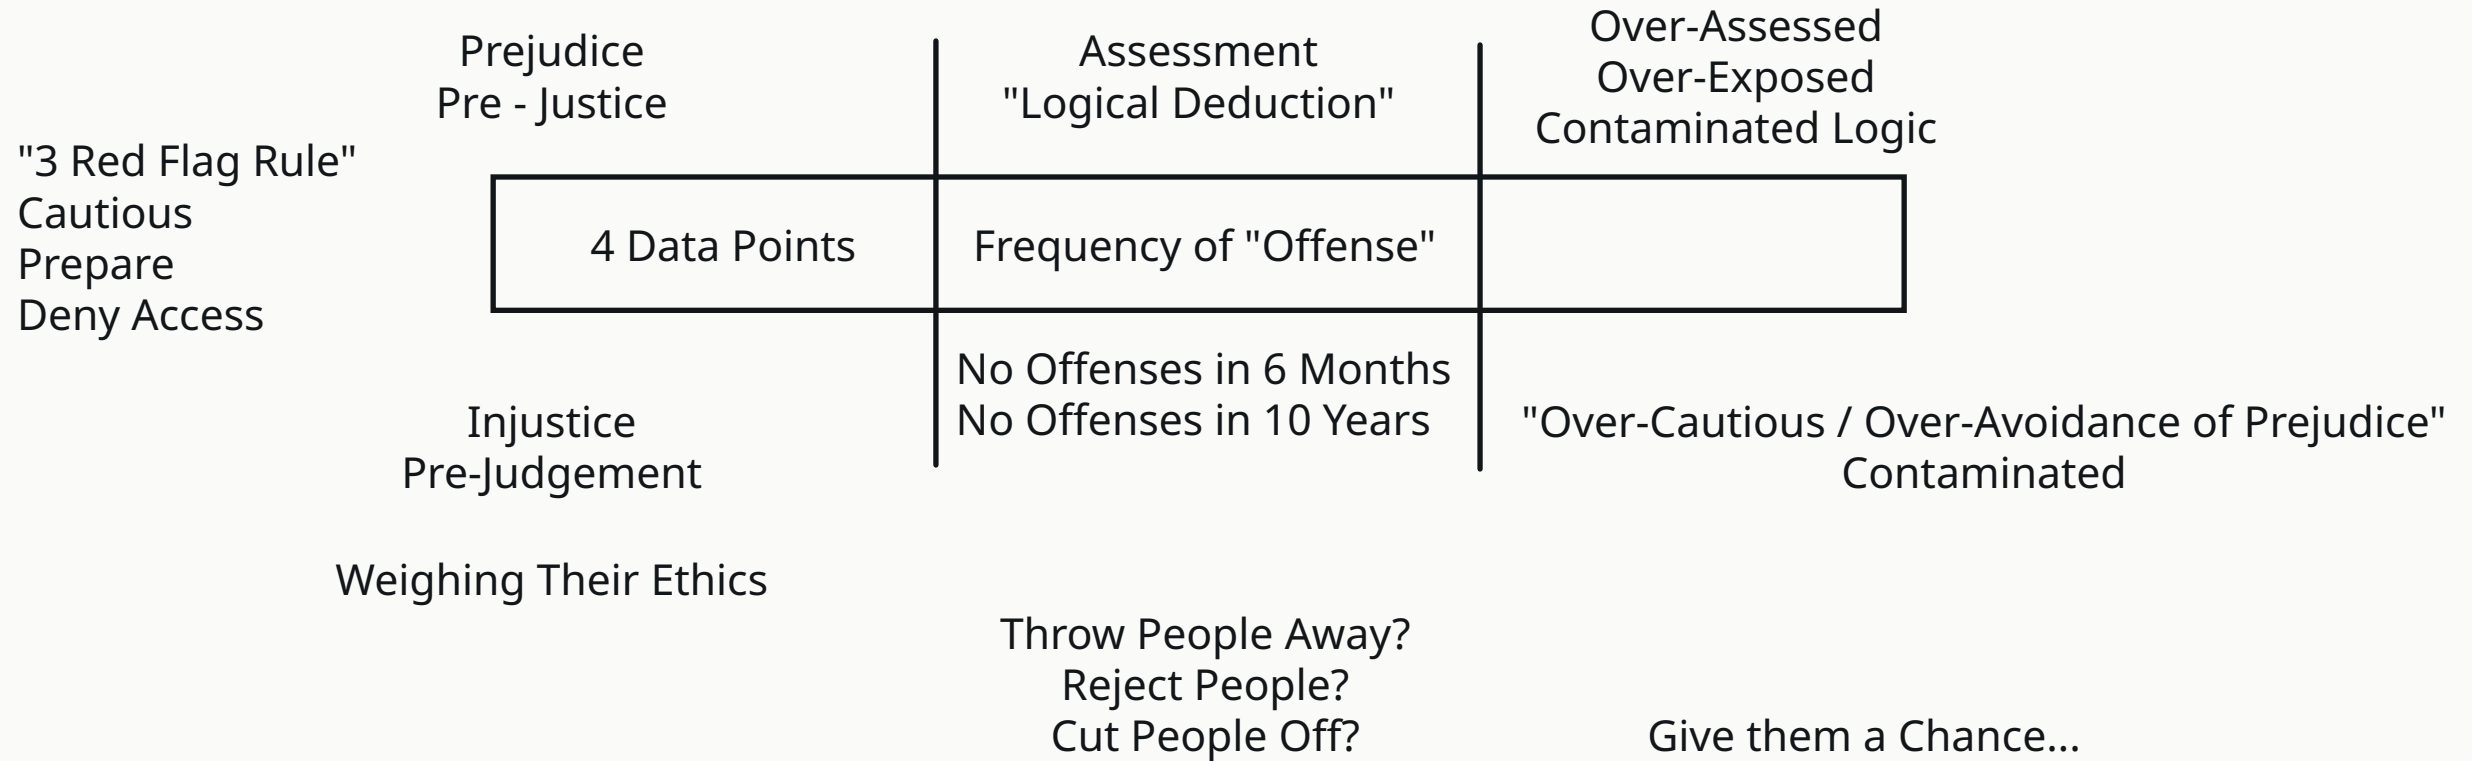 Prejudice
Pre - Justice
Assessment
"Logical Deduction"
Over-Assessed
Over-Exposed
Contaminated Logic
"3 Red Flag Rule"
Cautious
Prepare
Deny Access
4 Data Points
Frequency of "Offense"
No Offenses in 6 Months
No Offenses in 10 Years
Injustice
Pre-Judgement
"Over-Cautious / Over-Avoidance of Prejudice"
Contaminated
Weighing Their Ethics
Throw People Away?
Reject People?
Cut People Off?
Give them a Chance...